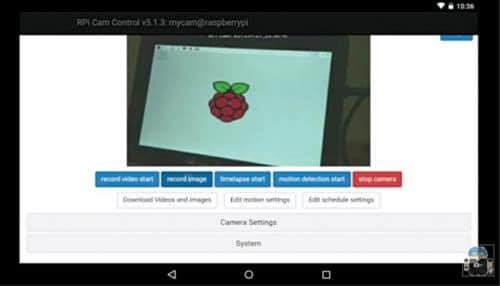 10:36
RPi Cam Control v5.1.3: mycam@raspberrypi
record video start
record image
timelapse start
motion detection start
stop camera
Download Videos and Images
Edit motion settings
Edit schedule settings
Camera Settings
System